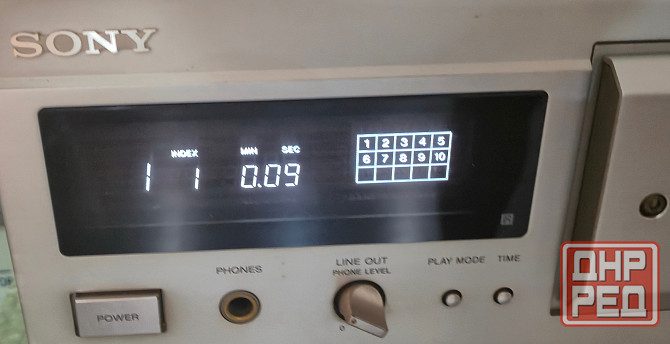 SONY
INDEX MIN SEC
1 1 0.09
1 2 3 4 5
6 7 8 9 10
PHONES
LINE OUT
PHONE LEVEL
PLAY MODE
TIME
POWER
0
ДНР
РЕД